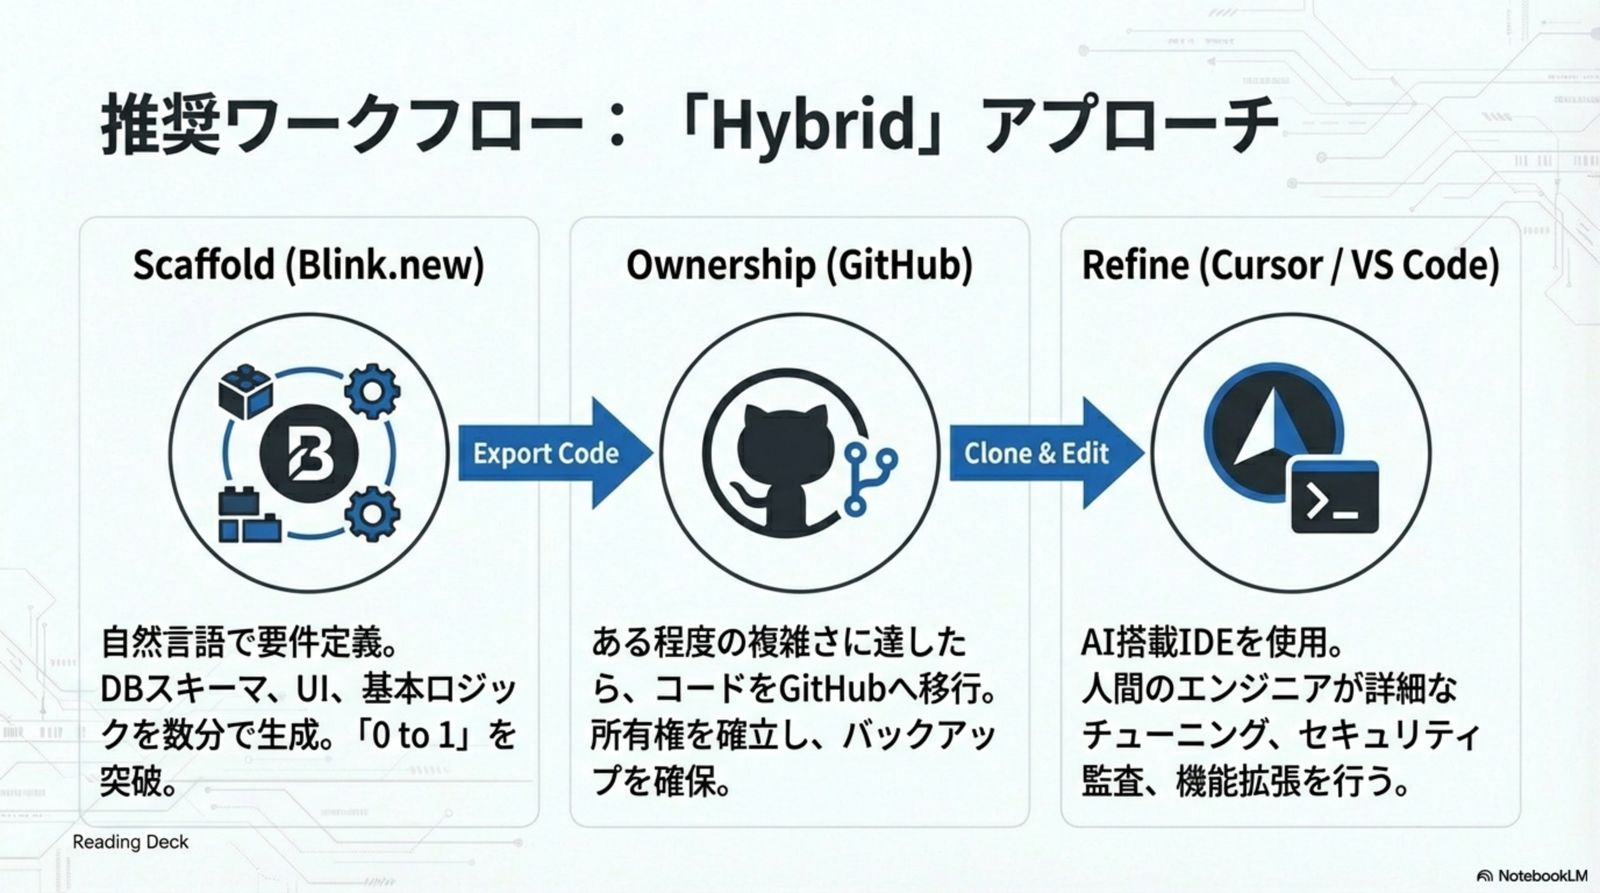 推奨ワークフロー：「Hybrid」アプローチ
Scaffold (Blink.new)
B
Export Code
自然言語で要件定義。
DBスキーマ、UI、基本ロジッ
クを数分で生成。「0 to 1」を
突破。
Ownership (GitHub)
Clone & Edit
ある程度の複雑さに達した
ら、コードをGitHubへ移行。
所有権を確立し、バックアッ
プを確保。
Refine (Cursor / VS Code)
AI搭載IDEを使用。
人間のエンジニアが詳細な
チューニング、セキュリティ
監査、機能拡張を行う。
Reading Deck
NotebookLM